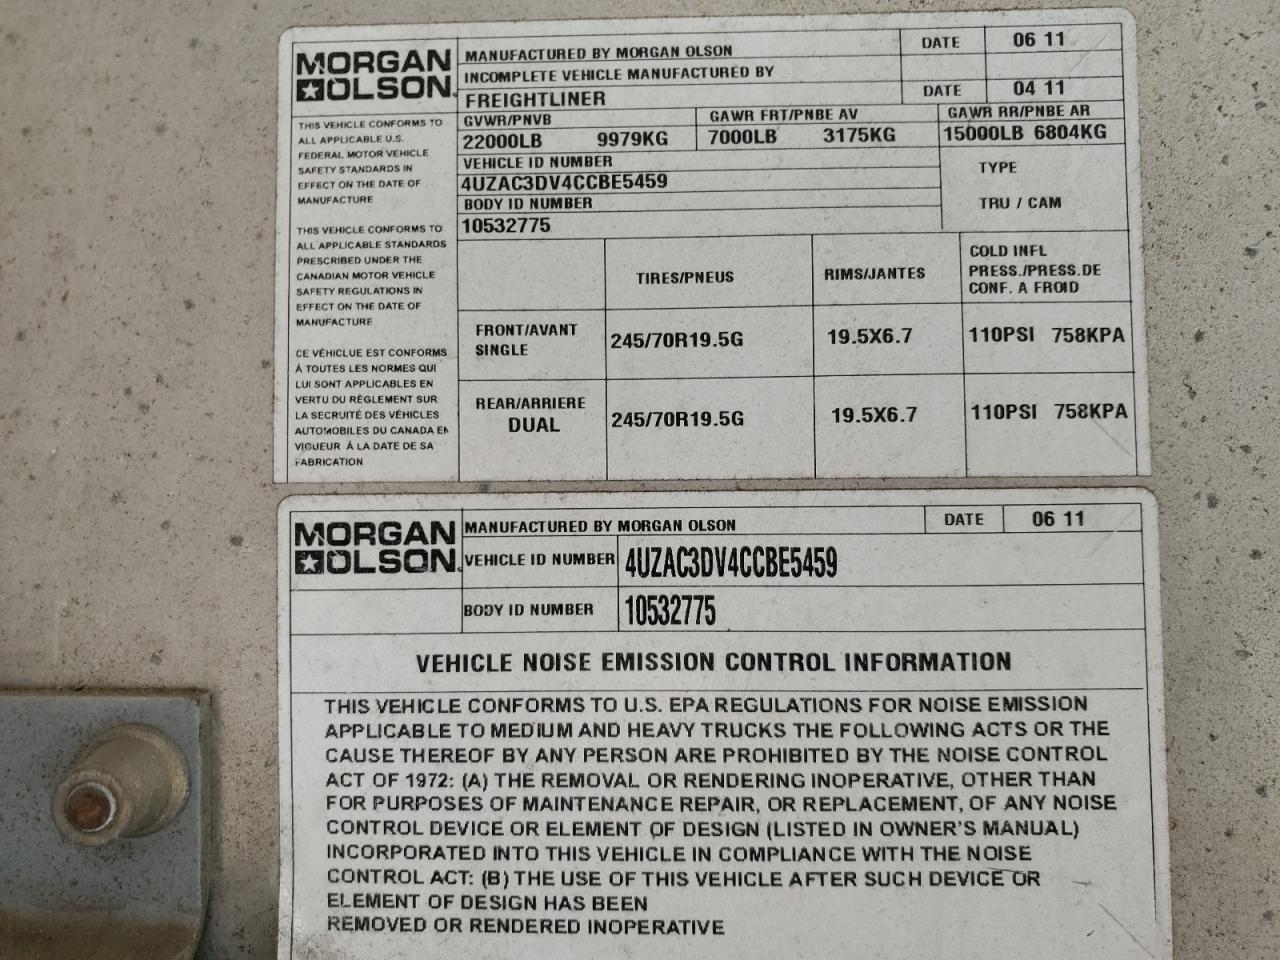 MORGAN
OLSON
MANUFACTURED BY MORGAN OLSON DATE 06 11
INCOMPLETE VEHICLE MANUFACTURED BY
FREIGHTLINER DATE 04 11
GVWR/PNVB GAWR FRT/PNBE AV GAWR RR/PNBE AR
22000LB 9979KG 7000LB 3175KG 15000LB 6804KG
VEHICLE ID NUMBER
4UZAC3DV4CCBE5459
BODY ID NUMBER
10532775
TYPE
TRU / CAM
THIS VEHICLE CONFORMS TO
ALL APPLICABLE U.S.
FEDERAL MOTOR VEHICLE
SAFETY STANDARDS IN
EFFECT ON THE DATE OF
MANUFACTURE
THIS VEHICLE CONFORMS TO
ALL APPLICABLE STANDARDS
PRESCRIBED UNDER THE
CANADIAN MOTOR VEHICLE
SAFETY REGULATIONS IN
EFFECT ON THE DATE OF
MANUFACTURE
CE VÉHICLUE EST CONFORMS
À TOUTES LES NORMES QUI
LUI SONT APPLICABLES EN
VERTU DU RÈGLEMENT SUR
LA SECRUITÉ DES VÉHICLES
AUTOMOBILES DU CANADA EN
VIGUEUR Á LA DATE DE SA
FABRICATION
TIRES/PNEUS RIMS/JANTES COLD INFL
PRESS./PRESS.DE
CONF. A FROID
FRONT/AVANT
SINGLE 245/70R19.5G 19.5X6.7 110PSI 758KPA
REAR/ARRIERE
DUAL 245/70R19.5G 19.5X6.7 110PSI 758KPA
MORGAN
OLSON
MANUFACTURED BY MORGAN OLSON DATE 06 11
VEHICLE ID NUMBER 4UZAC3DV4CCBE5459
BODY ID NUMBER 10532775
VEHICLE NOISE EMISSION CONTROL INFORMATION
THIS VEHICLE CONFORMS TO U.S. EPA REGULATIONS FOR NOISE EMISSION
APPLICABLE TO MEDIUM AND HEAVY TRUCKS THE FOLLOWING ACTS OR THE
CAUSE THEREOF BY ANY PERSON ARE PROHIBITED BY THE NOISE CONTROL
ACT OF 1972: (A) THE REMOVAL OR RENDERING INOPERATIVE, OTHER THAN
FOR PURPOSES OF MAINTENANCE REPAIR, OR REPLACEMENT, OF ANY NOISE
CONTROL DEVICE OR ELEMENT OF DESIGN (LISTED IN OWNER'S MANUAL)
INCORPORATED INTO THIS VEHICLE IN COMPLIANCE WITH THE NOISE
CONTROL ACT: (B) THE USE OF THIS VEHICLE AFTER SUCH DEVICE OR
ELEMENT OF DESIGN HAS BEEN
REMOVED OR RENDERED INOPERATIVE